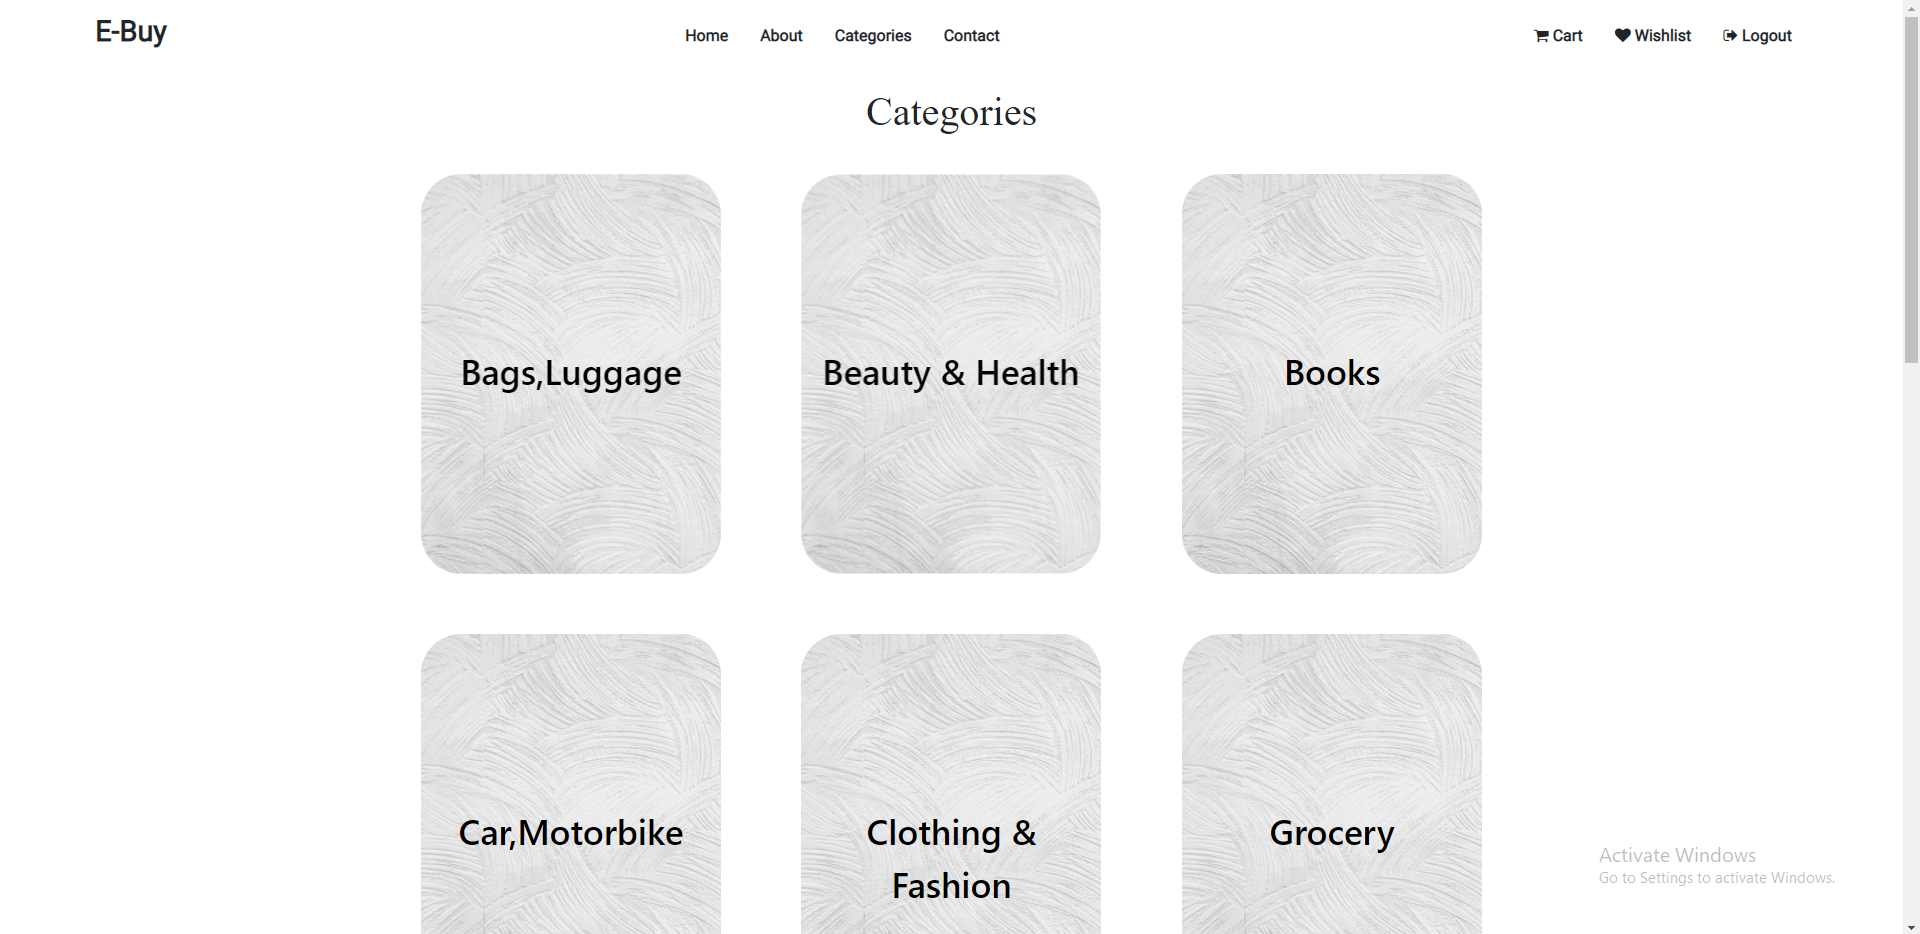 E-Buy
Home About Categories Contact
Cart Wishlist Logout
Categories
Bags,Luggage
Beauty & Health
Books
Car,Motorbike
Clothing &
Fashion
Grocery
Activate Windows
Go to Settings to activate Windows.